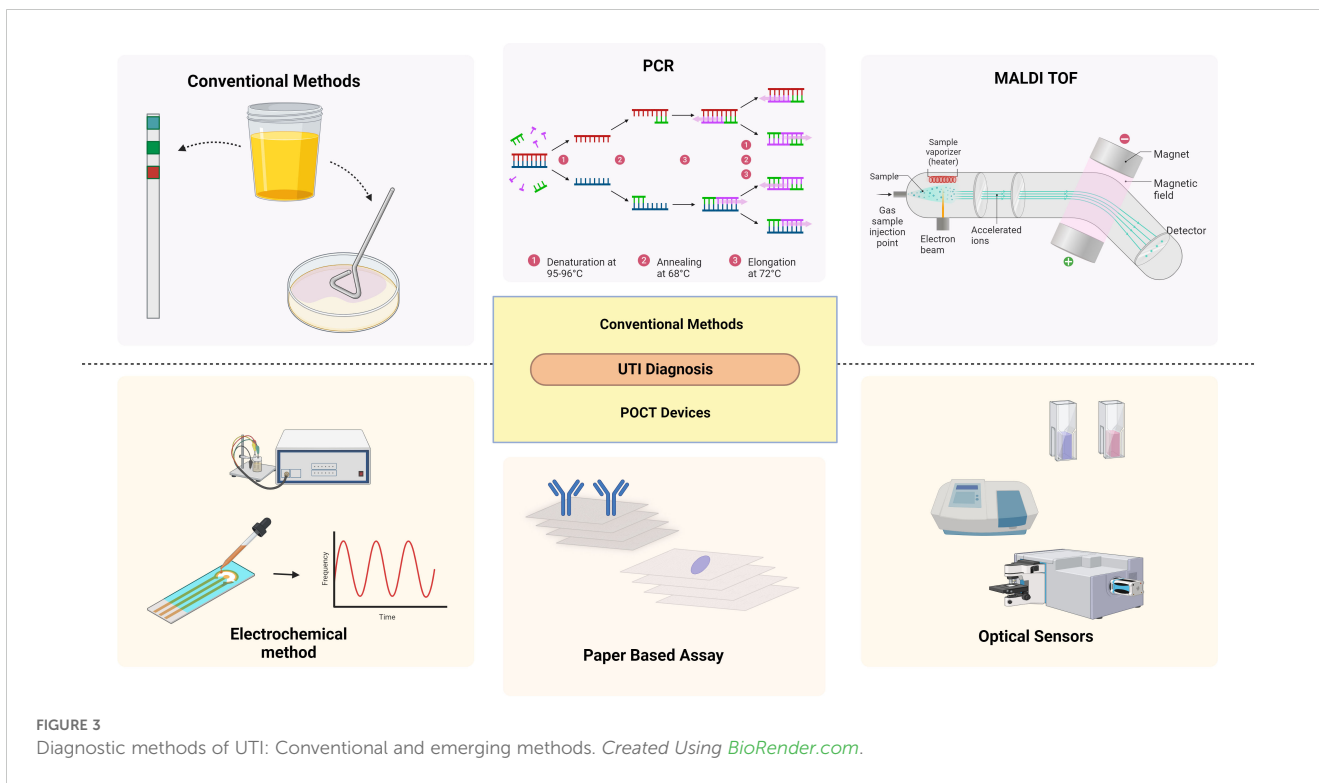 Conventional Methods
PCR
1
2
3
1
2
3
1 Denaturation at
95-96°C
2 Annealing
at 68°C
3 Elongation
at 72°C
MALDI TOF
Sample
vaporizer
(heater)
Sample
Gas
sample
injection
point
Electron
beam
Accelerated
ions
Magnet
Magnetic
field
Detector
Conventional Methods
UTI Diagnosis
POCT Devices
Frequency
Time
Electrochemical
method
Paper Based Assay
Optical Sensors
FIGURE 3
Diagnostic methods of UTI: Conventional and emerging methods. Created Using BioRender.com.